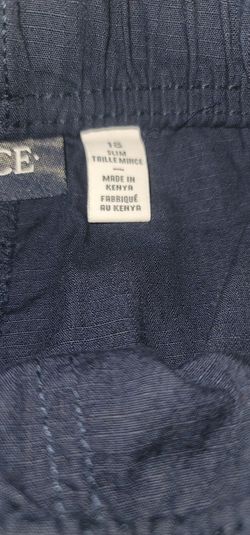 CE
18
SLIM
TAILLE MINCE
MADE IN
KENYA
FABRIQUÉ
AU KENYA